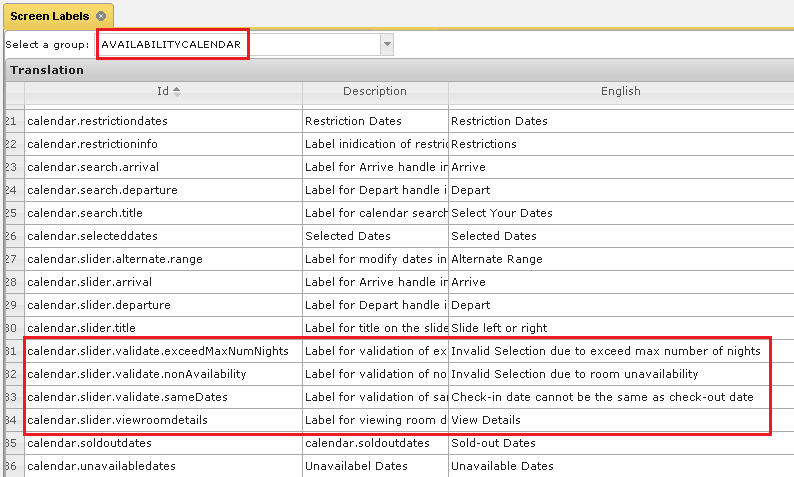 Screen Labels
Select a group: AVAILABILITYCALENDAR
Translation
Id Description English
21 calendar.restrictiondates Restriction Dates Restriction Dates
22 calendar.restrictioninfo Label inidication of restric Restrictions
23 calendar.search.arrival Label for Arrive handle i Arrive
24 calendar.search.departure Label for Depart handle i Depart
25 calendar.search.title Label for calendar search Select Your Dates
26 calendar.selecteddates Selected Dates Selected Dates
27 calendar.slider.alternate.range Label for modify dates in Alternate Range
28 calendar.slider.arrival Label for Arrive handle i Arrive
29 calendar.slider.departure Label for Depart handle i Depart
30 calendar.slider.title Label for title on the slide Slide left or right
31 calendar.slider.validate.exceedMaxNumNights Label for validation of ex Invalid Selection due to exceed max number of nights
32 calendar.slider.validate.nonAvailability Label for validation of no Invalid Selection due to room unavailability
33 calendar.slider.validate.sameDates Label for validation of sa Check-in date cannot be the same as check-out date
34 calendar.slider.viewroomdetails Label for viewing room d View Details
35 calendar.soldoutdates calendar.soldoutdates Sold-out Dates
36 calendar.unavailabledates Unavailabel Dates Unavailable Dates